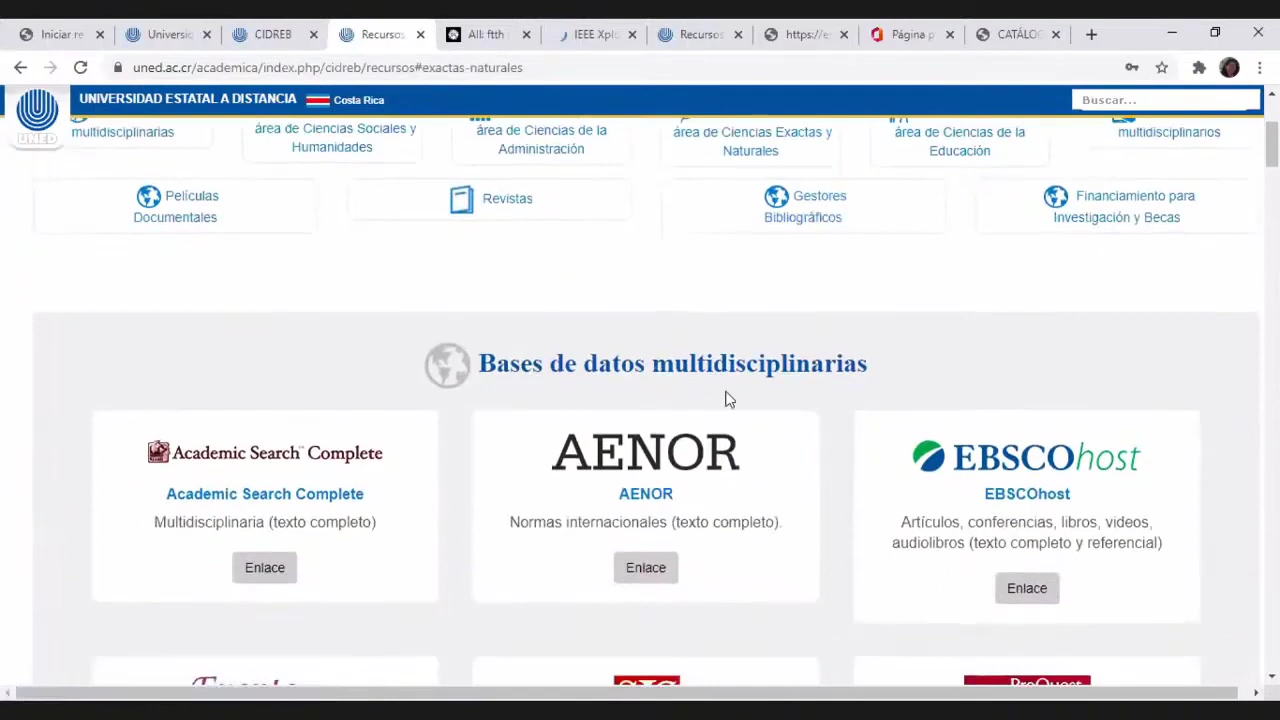 Iniciar re
Universid
CIDREB
Recursos
All: ftth
IEEE Xpl
Recursos
https://e
Página p
CATÁLOG
uned.ac.cr/academica/index.php/cidreb/recursos#exactas-naturales
UNED
UNIVERSIDAD ESTATAL A DISTANCIA
Costa Rica
Buscar...
multidisciplinarias
área de Ciencias Sociales y
Humanidades
área de Ciencias de la
Administración
área de Ciencias Exactas y
Naturales
área de Ciencias de la
Educación
multidisciplinarios
Películas
Documentales
Revistas
Gestores
Bibliográficos
Financiamiento para
Investigación y Becas
Bases de datos multidisciplinarias
Academic Search™ Complete
Academic Search Complete
Multidisciplinaria (texto completo)
Enlace
AENOR
AENOR
Normas internacionales (texto completo).
Enlace
EBSCOhost
EBSCOhost
Artículos, conferencias, libros, videos,
audiolibros (texto completo y referencial)
Enlace
ProQuest